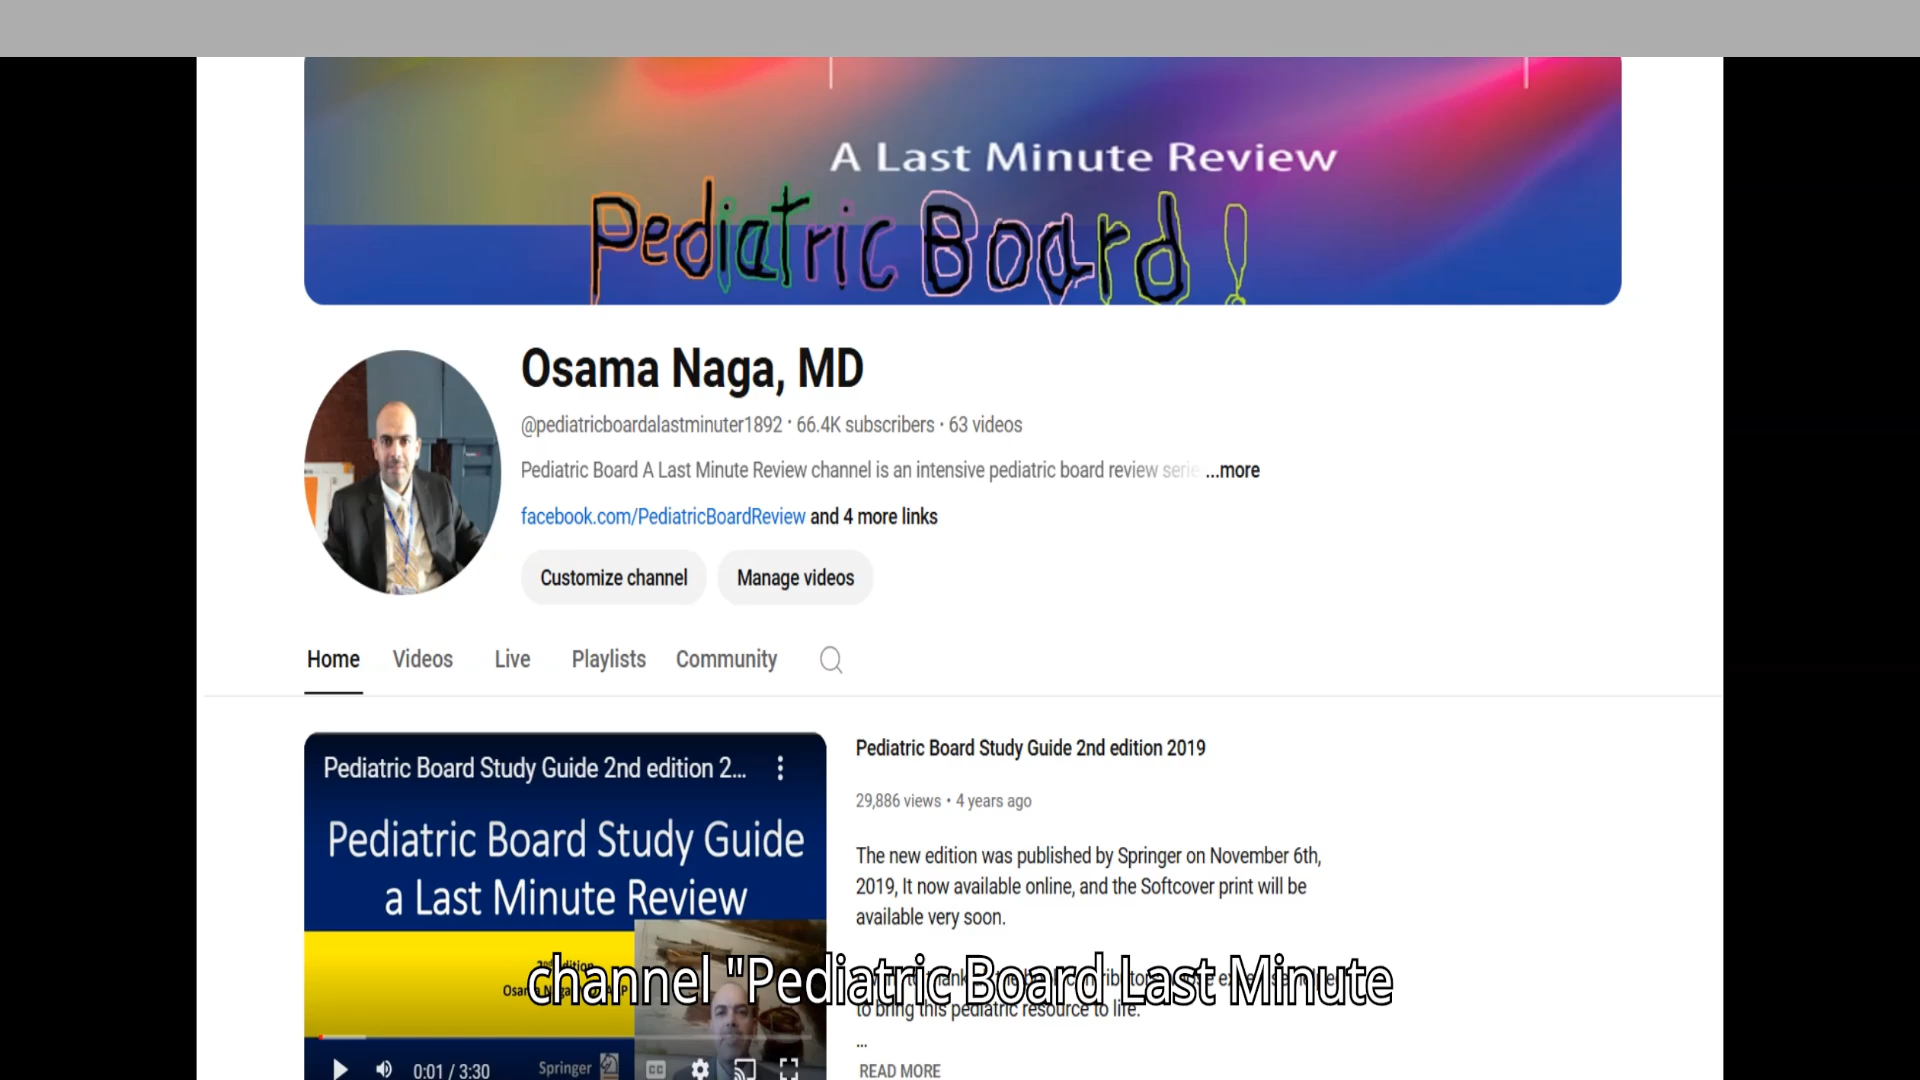 A Last Minute Review
Pediatric Board !
Osama Naga, MD
@pediatricboardalastminuter1892 · 66.4K subscribers · 63 videos
Pediatric Board A Last Minute Review channel is an intensive pediatric board review serie ...more
facebook.com/PediatricBoardReview and 4 more links
Customize channel Manage videos
Home Videos Live Playlists Community
Pediatric Board Study Guide 2nd edition 2...
Pediatric Board Study Guide
a Last Minute Review
Springer
0:01 / 3:30
CC
Pediatric Board Study Guide 2nd edition 2019
29,886 views • 4 years ago
The new edition was published by Springer on November 6th,
2019, It now available online, and the Softcover print will be
available very soon.
to bring this pediatric resource to life.
...
READ MORE
channel "Pediatric Board Last Minute